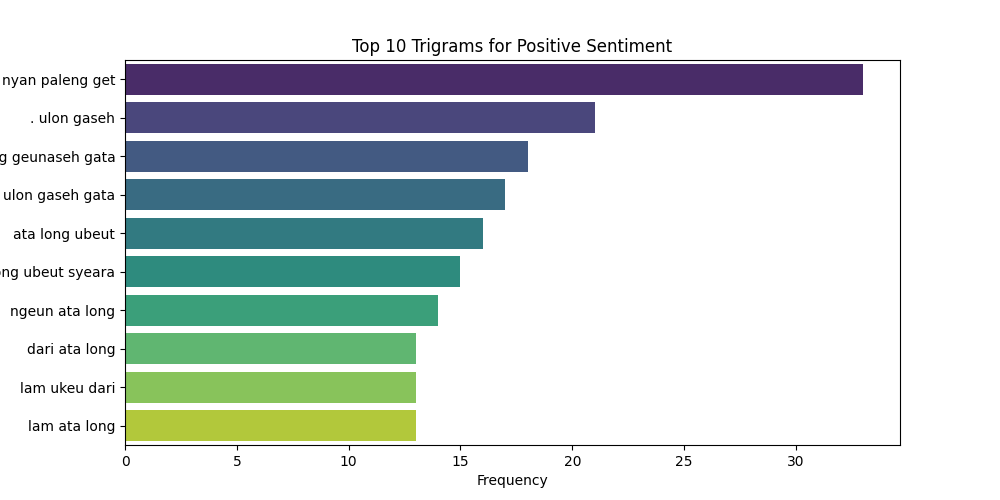 Top 10 Trigrams for Positive Sentiment
nyan paleng get
. ulon gaseh
g geunaseh gata
ulon gaseh gata
ata long ubeut
ng ubeut syeara
ngeun ata long
dari ata long
lam ukeu dari
lam ata long
0 5 10 15 20 25 30
Frequency